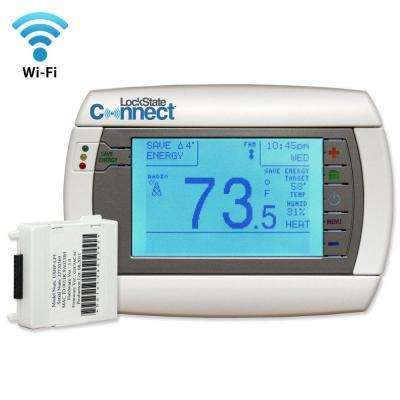 Wi-Fi
LockState
Connect
SAVE ENERGY
SAVE Δ4°
ENERGY
FAN
10:45pm
WED
RADIO
73.5
°F
SAVE ENERGY
TARGET
58°
TEMP
HUMID
31%
HEAT
MENU